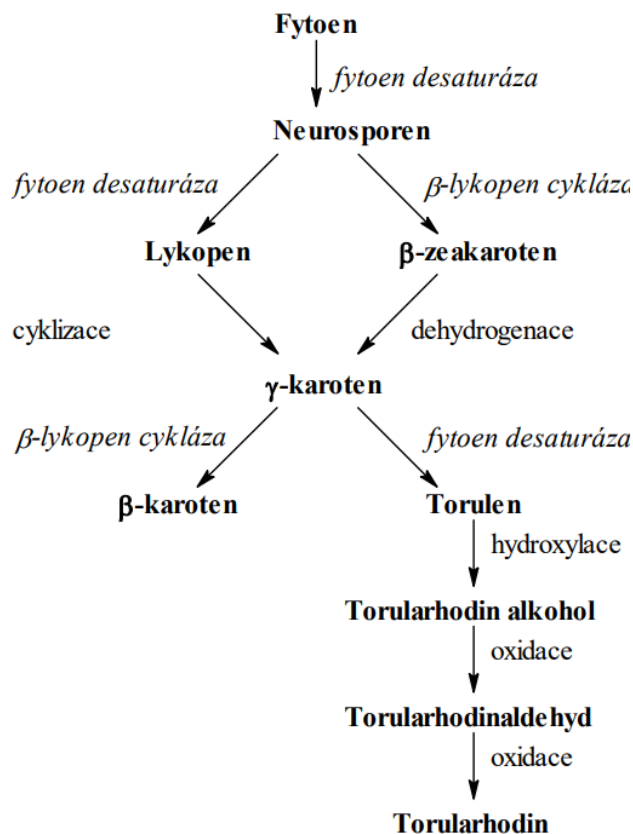 Fytoen
fytoen desaturáza
Neurosporen
fytoen desaturáza
β-lykopen cykláza
Lykopen
β-zeakaroten
cyklizace
dehydrogenace
γ-karoten
β-lykopen cykláza
fytoen desaturáza
β-karoten
Torulen
hydroxylace
Torularhodin alkohol
oxidace
Torularhodinaldehyd
oxidace
Torularhodin